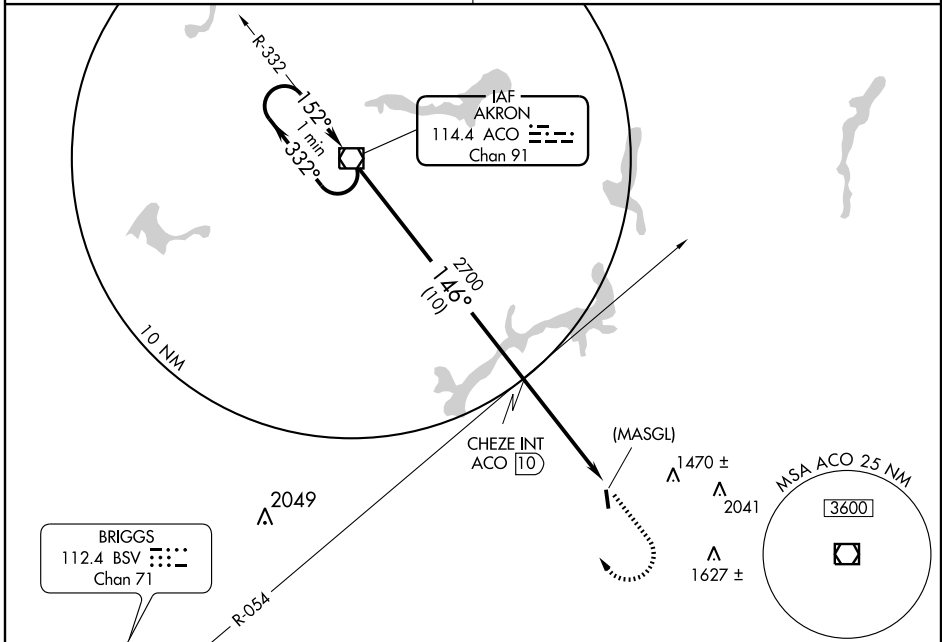 R-332
152°
1 min
332°
IAF
AKRON
114.4 ACO
Chan 91
2700
146°
(10)
10 NM
CHEZE INT
ACO 10
(MASGL)
1470 ±
2041
1627 ±
2049
MSA ACO 25 NM
3600
BRIGGS
112.4 BSV
Chan 71
R-054